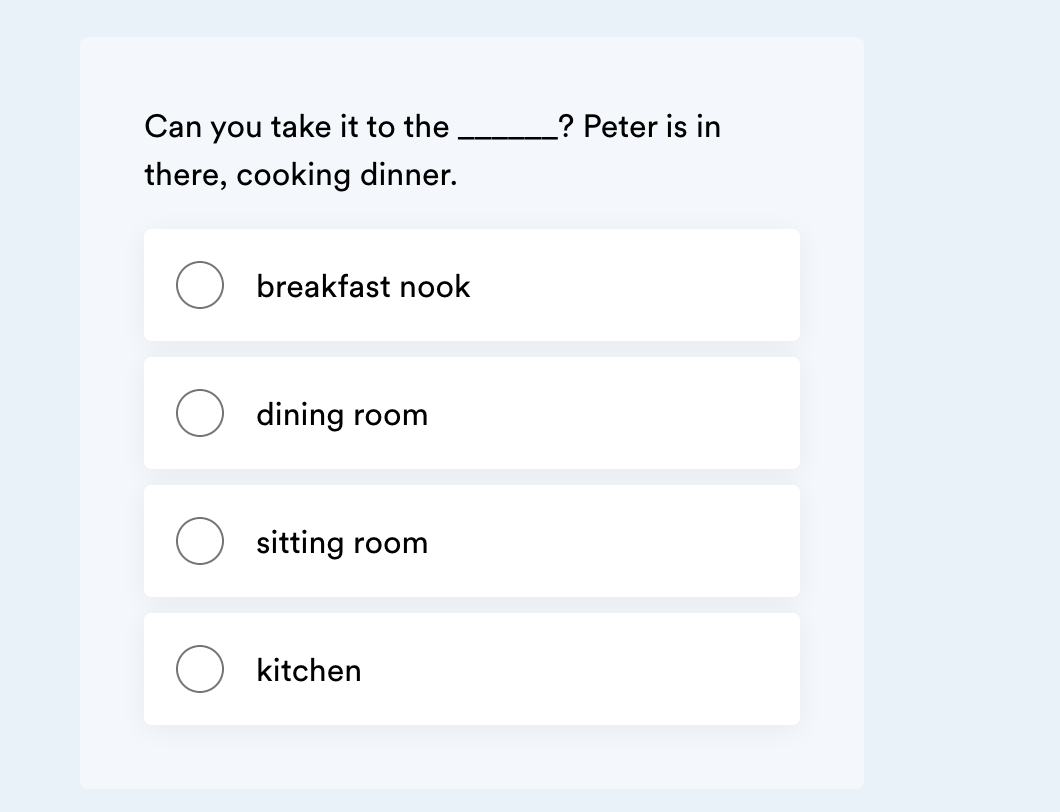 Can you take it to the ______? Peter is in
there, cooking dinner.
breakfast nook
dining room
sitting room
kitchen